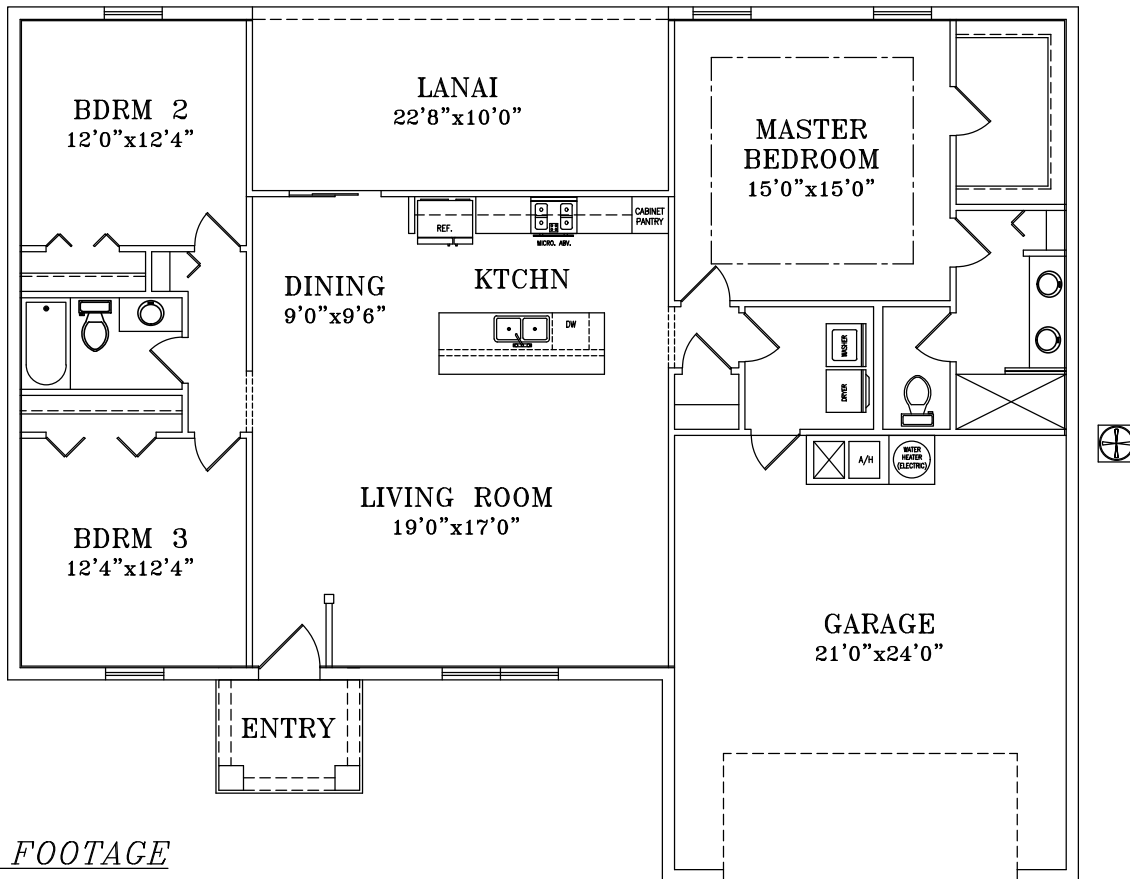 BDRM 2
12'0"x12'4"
LANAI
22'8"x10'0"
MASTER
BEDROOM
15'0"x15'0"
REF.
MICRO. ABV.
CABINET
PANTRY
DINING
9'0"x9'6"
KTCHN
DW
WASHER
DRYER
A/H
WATER
HEATER
(ELECTRIC)
LIVING ROOM
19'0"x17'0"
BDRM 3
12'4"x12'4"
GARAGE
21'0"x24'0"
ENTRY
FOOTAGE